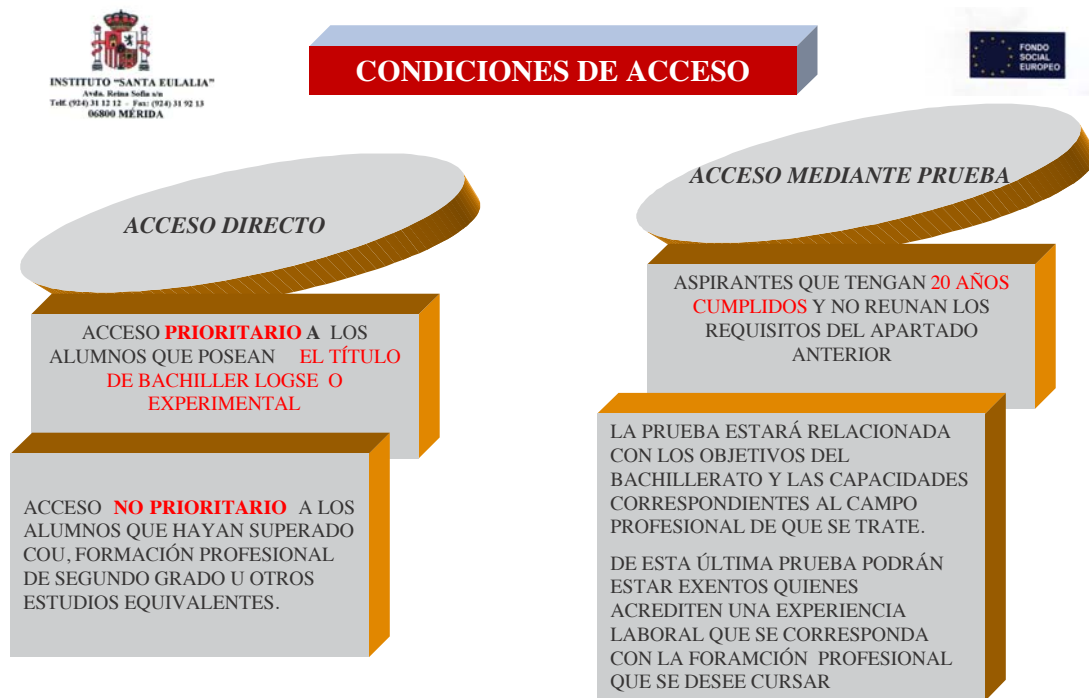 INSTITUTO “SANTA EULALIA”
Avda. Reina Sofía s/n
Telf. (924) 31 12 12 - Fax: (924) 31 92 13
06800 MÉRIDA
CONDICIONES DE ACCESO
FONDO
SOCIAL
EUROPEO
ACCESO DIRECTO
ACCESO PRIORITARIO A LOS
ALUMNOS QUE POSEAN EL TÍTULO
DE BACHILLER LOGSE O
EXPERIMENTAL
ACCESO NO PRIORITARIO A LOS
ALUMNOS QUE HAYAN SUPERADO
COU, FORMACIÓN PROFESIONAL
DE SEGUNDO GRADO U OTROS
ESTUDIOS EQUIVALENTES.
ACCESO MEDIANTE PRUEBA
ASPIRANTES QUE TENGAN 20 AÑOS
CUMPLIDOS Y NO REUNAN LOS
REQUISITOS DEL APARTADO
ANTERIOR
LA PRUEBA ESTARÁ RELACIONADA
CON LOS OBJETIVOS DEL
BACHILLERATO Y LAS CAPACIDADES
CORRESPONDIENTES AL CAMPO
PROFESIONAL DE QUE SE TRATE.
DE ESTA ÚLTIMA PRUEBA PODRÁN
ESTAR EXENTOS QUIENES
ACREDITEN UNA EXPERIENCIA
LABORAL QUE SE CORRESPONDA
CON LA FORAMCIÓN PROFESIONAL
QUE SE DESEE CURSAR